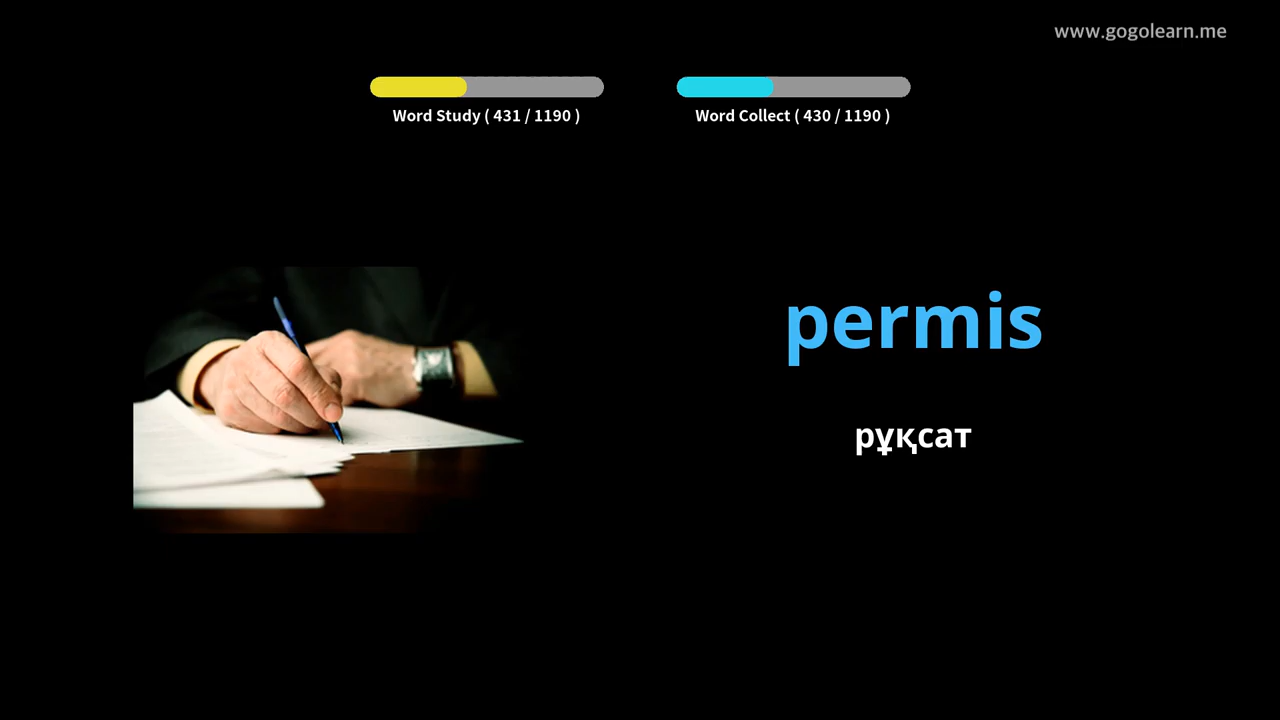 www.gogolearn.me
Word Study ( 431 / 1190 )
Word Collect ( 430 / 1190 )
permis
рұқсат